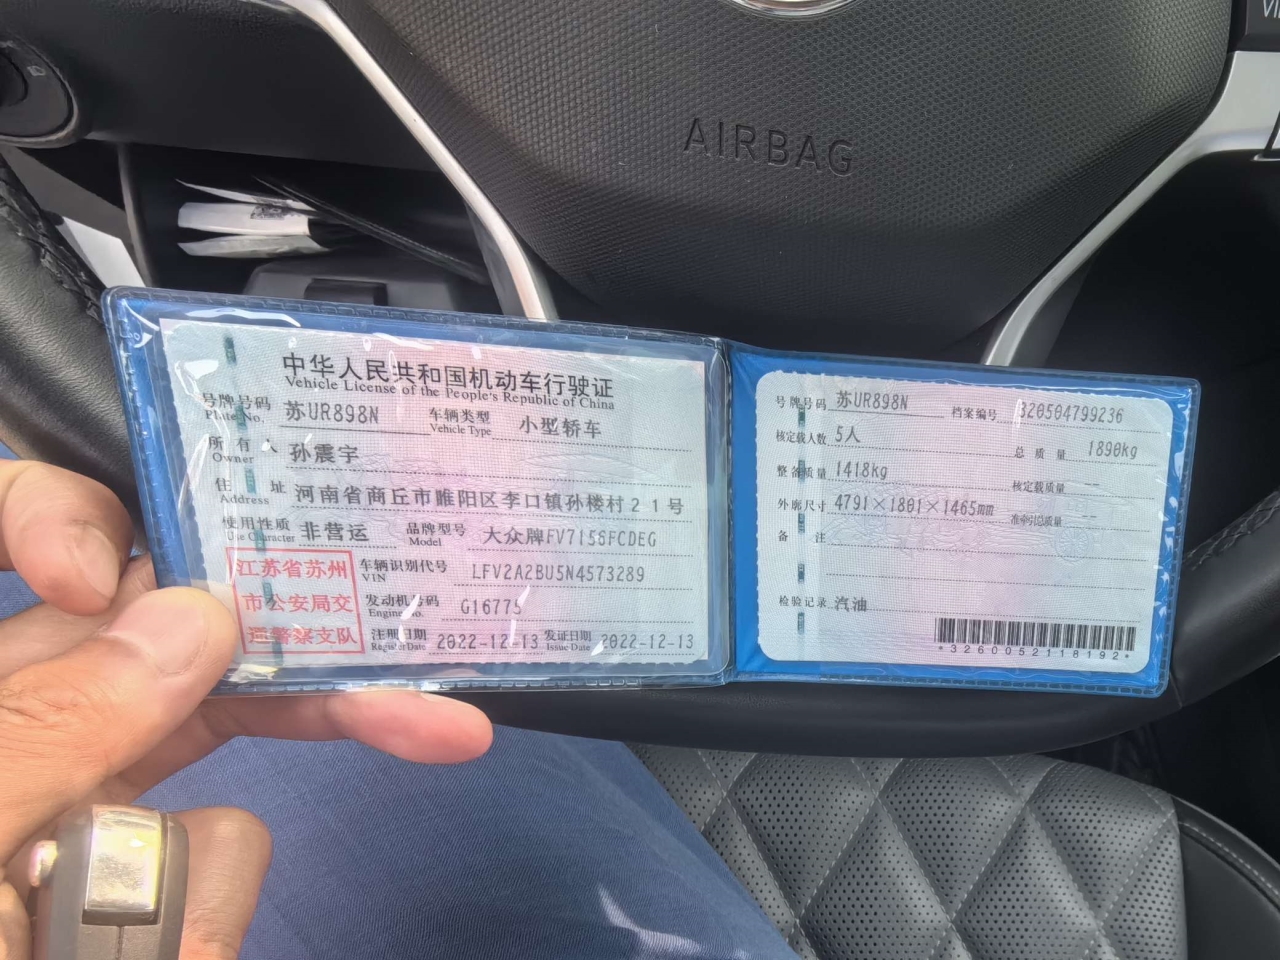 AIRBAG
中华人民共和国机动车行驶证
Vehicle License of the People's Republic of China
号牌号码 苏UR898N 车辆类型 小型轿车
Plate No. Vehicle Type
所有人 孙震宇
Owner
住址 河南省商丘市睢阳区李口镇孙楼村21号
Address
使用性质 非营运 品牌型号 大众牌FV7156FCDEG
Use Character Model
江苏省苏州
市公安局交
通警察支队
车辆识别代号 LFV2A2BU5N4573289
VIN
发动机号码 G16775
Engine No.
注册日期 2022-12-13 发证日期 2022-12-13
Register Date Issue Date
号牌号码 苏UR898N 档案编号 320504799236
核定载人数 5人 总质量 1890kg
整备质量 1418kg 核定载质量 --
外廓尺寸 4791×1801×1465mm 准牵引总质量 --
备注
检验记录 汽油
*3260052118192*